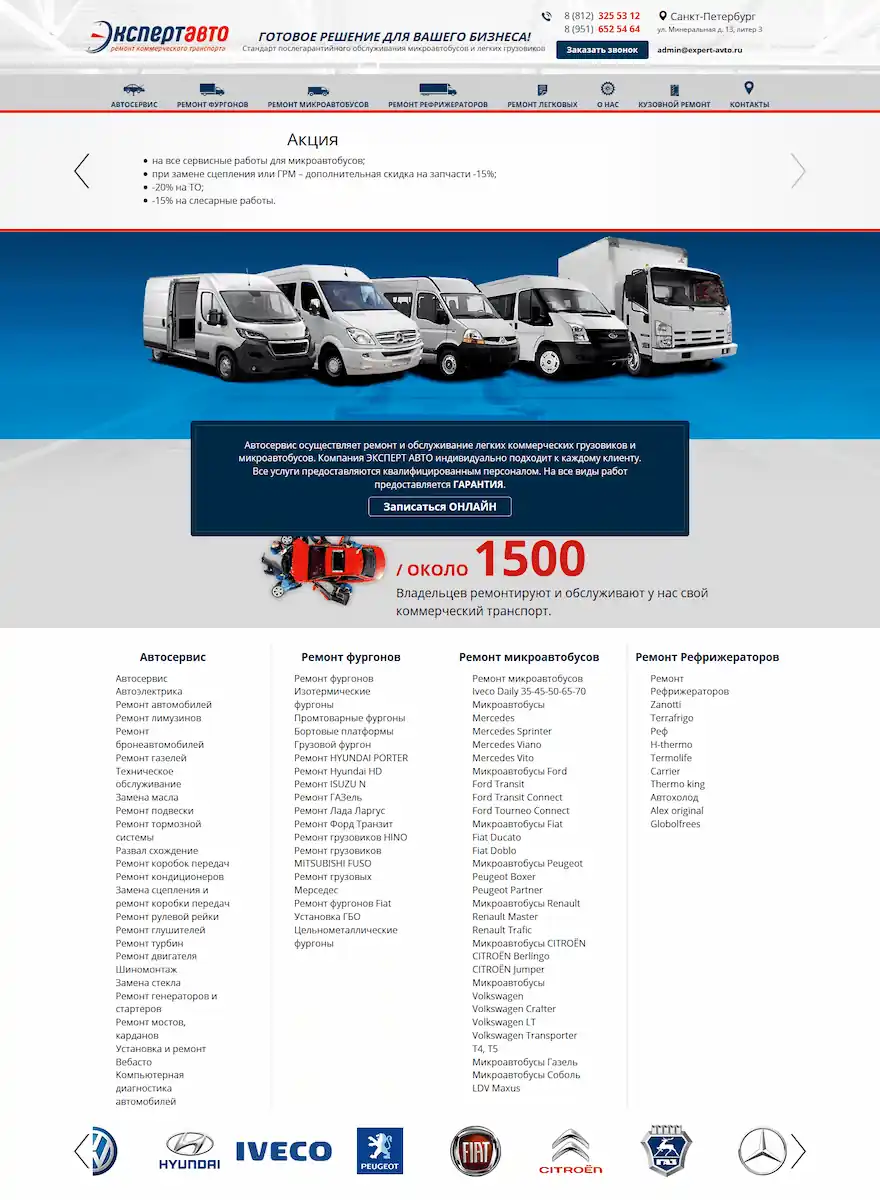 Экспертавто
ремонт коммерческого транспорта
ГОТОВОЕ РЕШЕНИЕ ДЛЯ ВАШЕГО БИЗНЕСА!
Стандарт послегарантийного обслуживания микроавтобусов и легких грузовиков
8 (812) 325 53 12
8 (951) 652 54 64
Заказать звонок
Санкт-Петербург
ул. Минеральная д. 13, литер З
admin@expert-avto.ru
АВТОСЕРВИС
РЕМОНТ ФУРГОНОВ
РЕМОНТ МИКРОАВТОБУСОВ
РЕМОНТ РЕФРИЖЕРАТОРОВ
РЕМОНТ ЛЕГКОВЫХ
О НАС
КУЗОВНОЙ РЕМОНТ
КОНТАКТЫ
Акция
на все сервисные работы для микроавтобусов;
при замене сцепления или ГРМ – дополнительная скидка на запчасти -15%;
-20% на ТО;
-15% на слесарные работы.
Автосервис осуществляет ремонт и обслуживание легких коммерческих грузовиков и
микроавтобусов. Компания ЭКСПЕРТ АВТО индивидуально подходит к каждому клиенту.
Все услуги предоставляются квалифицированным персоналом. На все виды работ
предоставляется ГАРАНТИЯ.
Записаться ОНЛАЙН
/ ОКОЛО 1500
Владельцев ремонтируют и обслуживают у нас свой
коммерческий транспорт.
Автосервис
Автосервис
Автоэлектрика
Ремонт автомобилей
Ремонт лимузинов
Ремонт
бронеавтомобилей
Ремонт газелей
Техническое
обслуживание
Замена масла
Ремонт подвески
Ремонт тормозной
системы
Развал схождение
Ремонт коробок передач
Ремонт кондиционеров
Замена сцепления и
ремонт коробки передач
Ремонт рулевой рейки
Ремонт глушителей
Ремонт турбин
Ремонт двигателя
Шиномонтаж
Замена стекла
Ремонт генераторов и
стартеров
Ремонт мостов,
карданов
Установка и ремонт
Вебасто
Компьютерная
диагностика
автомобилей
Ремонт фургонов
Ремонт фургонов
Изотермические
фургоны
Промтоварные фургоны
Бортовые платформы
Грузовой фургон
Ремонт HYUNDAI PORTER
Ремонт Hyundai HD
Ремонт ISUZU N
Ремонт ГАЗель
Ремонт Лада Ларгус
Ремонт Форд Транзит
Ремонт грузовиков HINO
Ремонт грузовиков
MITSUBISHI FUSO
Ремонт грузовых
Мерседес
Ремонт фургонов Fiat
Установка ГБО
Цельнометаллические
фургоны
Ремонт микроавтобусов
Ремонт микроавтобусов
Iveco Daily 35-45-50-65-70
Микроавтобусы
Mercedes
Mercedes Sprinter
Mercedes Viano
Mercedes Vito
Микроавтобусы Ford
Ford Transit
Ford Transit Connect
Ford Tourneo Connect
Микроавтобусы Fiat
Fiat Ducato
Fiat Doblo
Микроавтобусы Peugeot
Peugeot Boxer
Peugeot Partner
Микроавтобусы Renault
Renault Master
Renault Trafic
Микроавтобусы CITROËN
CITROËN Berlingo
CITROËN Jumper
Микроавтобусы
Volkswagen
Volkswagen Crafter
Volkswagen LT
Volkswagen Transporter
T4, T5
Микроавтобусы Газель
Микроавтобусы Соболь
LDV Maxus
Ремонт Рефрижераторов
Ремонт
Рефрижераторов
Zanotti
Terrafrigo
Реф
H-thermo
Termolife
Carrier
Thermo king
Автохолод
Alex original
Globolfrees
HYUNDAI
IVECO
PEUGEOT
FIAT
CITROËN
ГАЗ